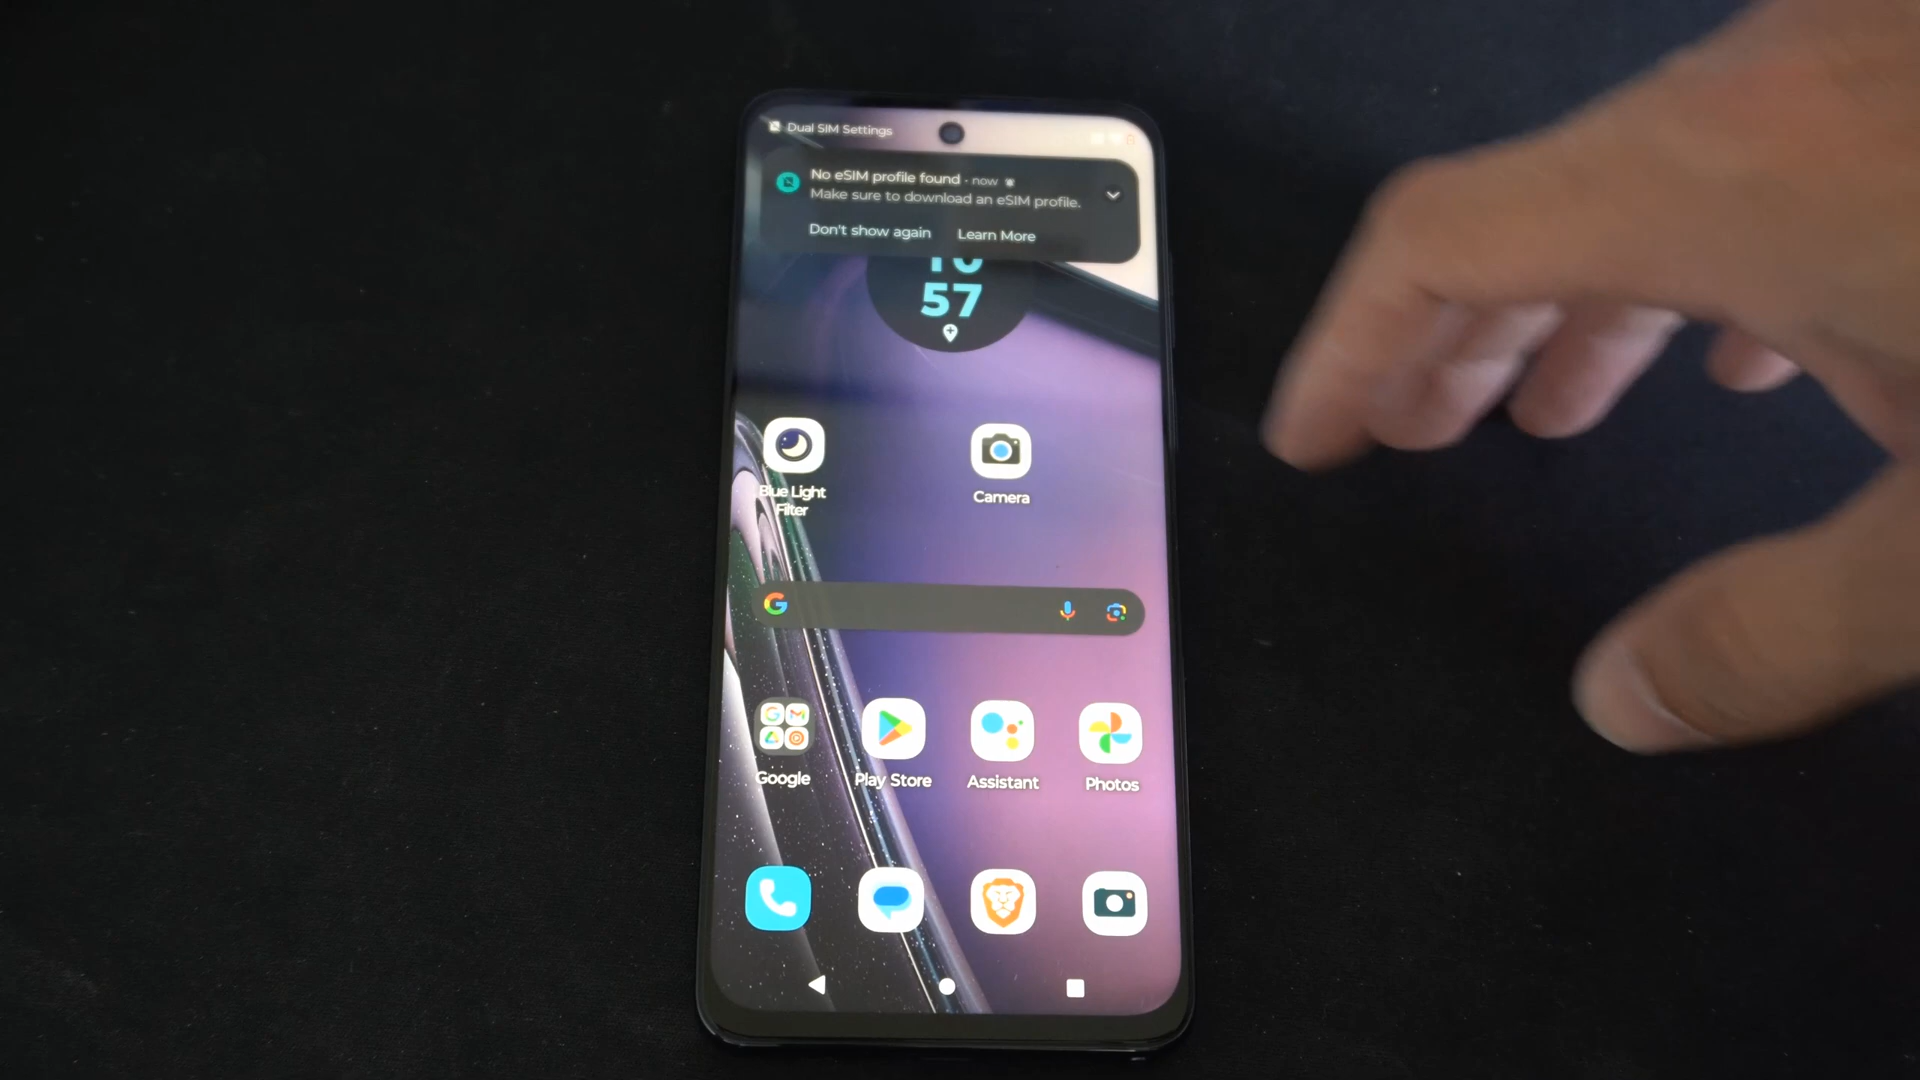 Dual SIM Settings
No eSIM profile found · now
Make sure to download an eSIM profile.
Don't show again Learn More
57
Blue Light
Filter
Camera
Google
Play Store
Assistant
Photos